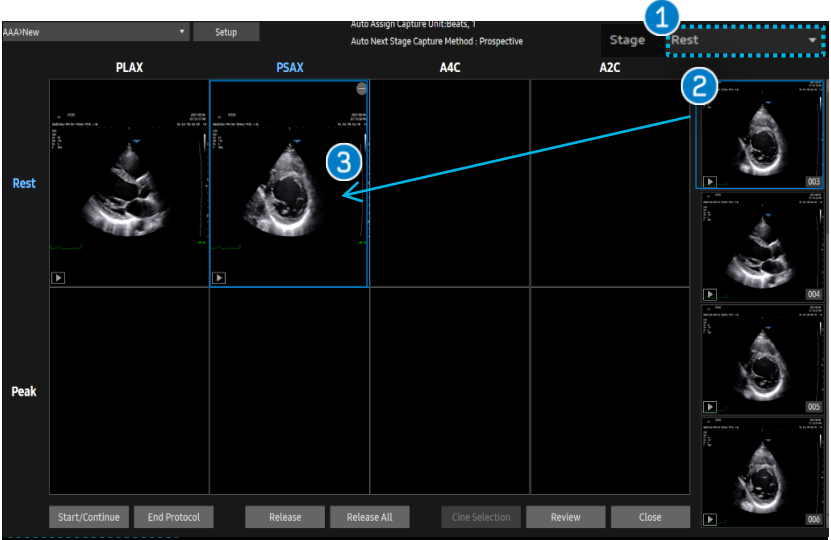 Auto Assign Capture Unit:Beats, 1
AAA>New Setup
Auto Next Stage Capture Method : Prospective
1
Stage Rest
PLAX PSAX A4C A2C
2
3
Rest
003
004
Peak
005
006
Start/Continue End Protocol Release Release All Cine Selection Review Close